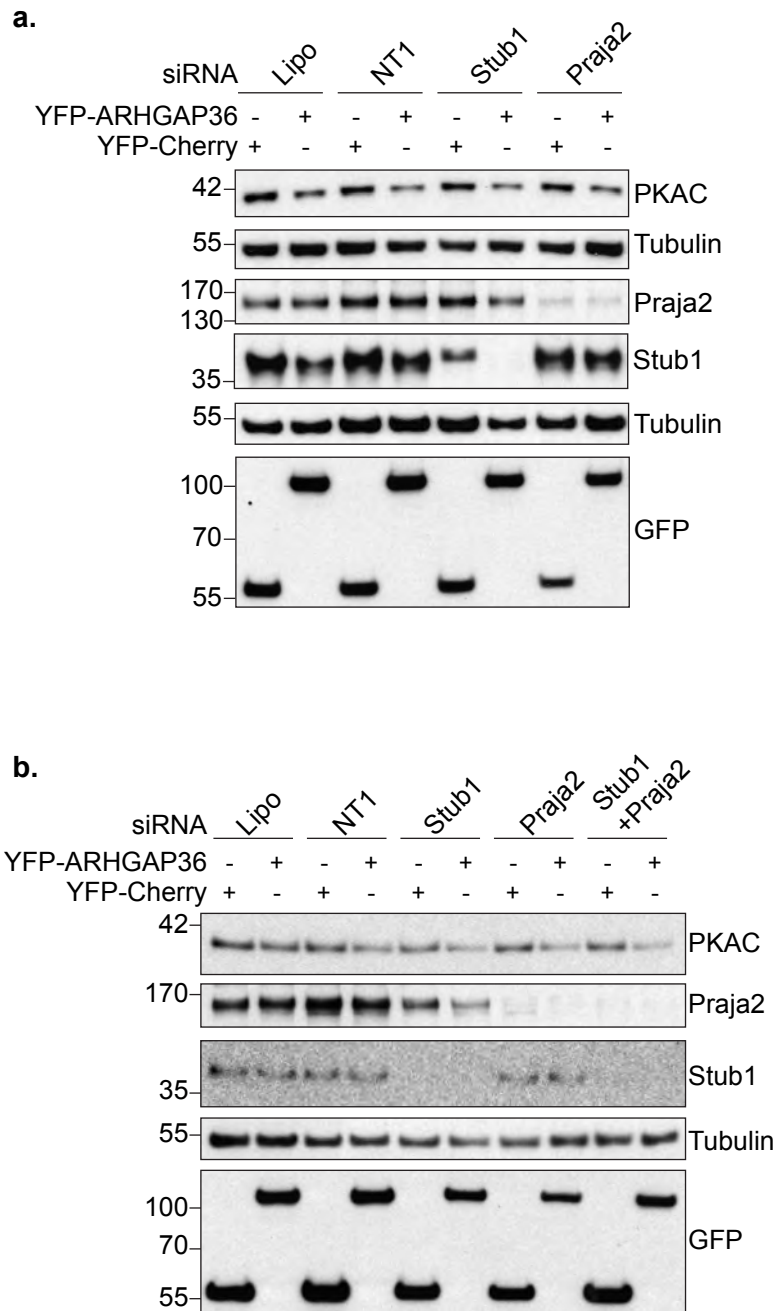 a.
siRNA Lipo NT1 Stub1 Praja2
YFP-ARHGAP36 - + - + - + - +
YFP-Cherry + - + - + - + -
42 PKAC
55 Tubulin
170
130 Praja2
35 Stub1
55 Tubulin
100
70 GFP
55
b.
siRNA Lipo NT1 Stub1 Praja2 Stub1
+Praja2
YFP-ARHGAP36 - + - + - + - + - +
YFP-Cherry + - + - + - + - + -
42 PKAC
170 Praja2
35 Stub1
55 Tubulin
100
70 GFP
55